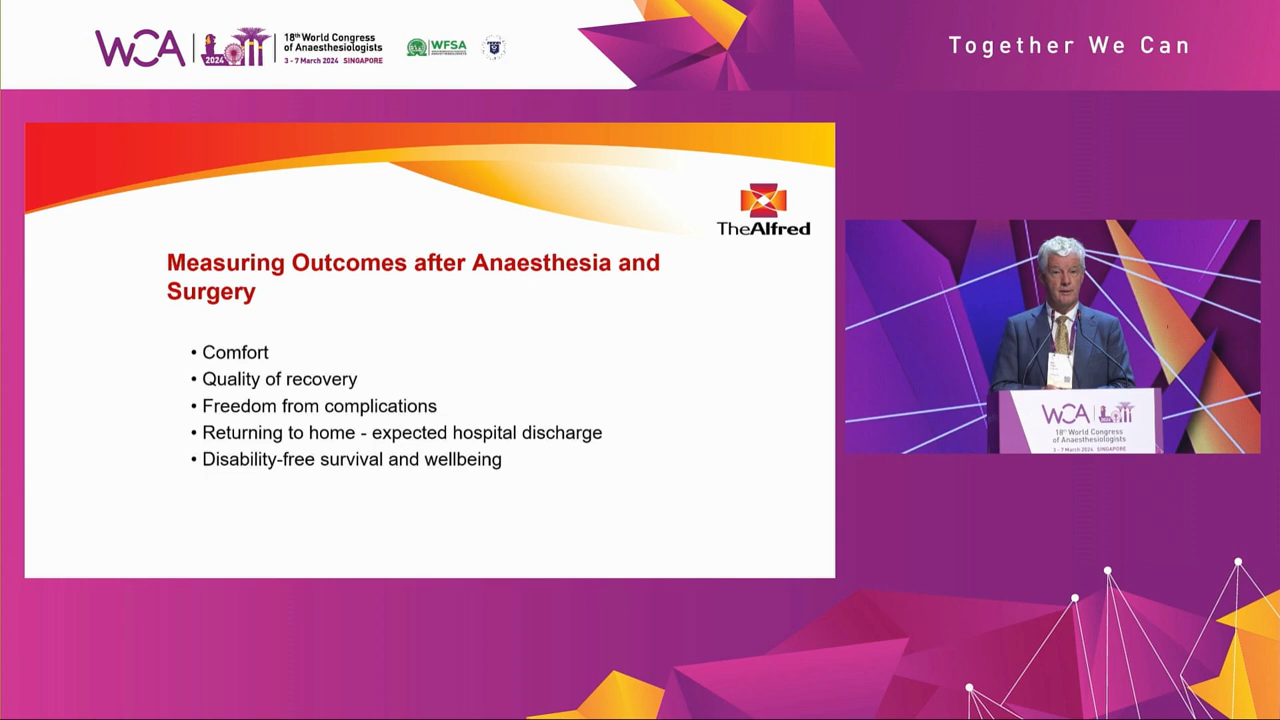 WCA
2024
18th World Congress
of Anaesthesiologists
3 - 7 March 2024 SINGAPORE
WFSA
Together We Can
TheAlfred
Measuring Outcomes after Anaesthesia and
Surgery
• Comfort
• Quality of recovery
• Freedom from complications
• Returning to home - expected hospital discharge
• Disability-free survival and wellbeing
WCA
18th World Congress
of Anaesthesiologists
3 - 7 March 2024 SINGAPORE